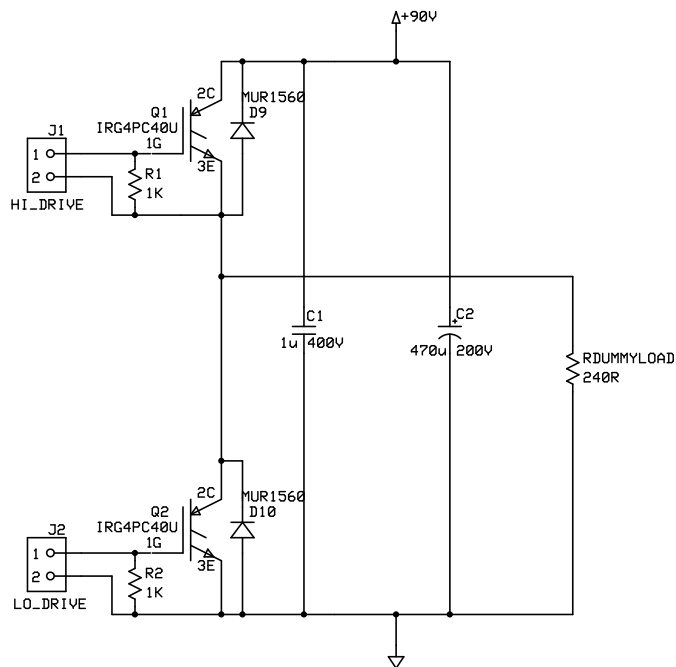 +90V
2C
MUR1560
D9
Q1
IRG4PC40U
1G
J1
1
2
R1
1K
3E
HI_DRIVE
C1
1u 400V
+
C2
470u 200V
RDUMMYLOAD
240R
2C
MUR1560
D10
Q2
IRG4PC40U
1G
J2
1
2
R2
1K
3E
LO_DRIVE